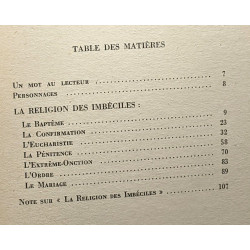 TABLE DES MATIÈRES
UN MOT AU LECTEUR 7
PERSONNAGES 8
LA RELIGION DES IMBÉCILES :
LE BAPTÊME 9
LA CONFIRMATION 23
L'EUCHARISTIE 32
LA PÉNITENCE 58
L'EXTRÊME-ONCTION 70
L'ORDRE 83
LE MARIAGE 89
NOTE SUR « LA RELIGION DES IMBÉCILES » 107